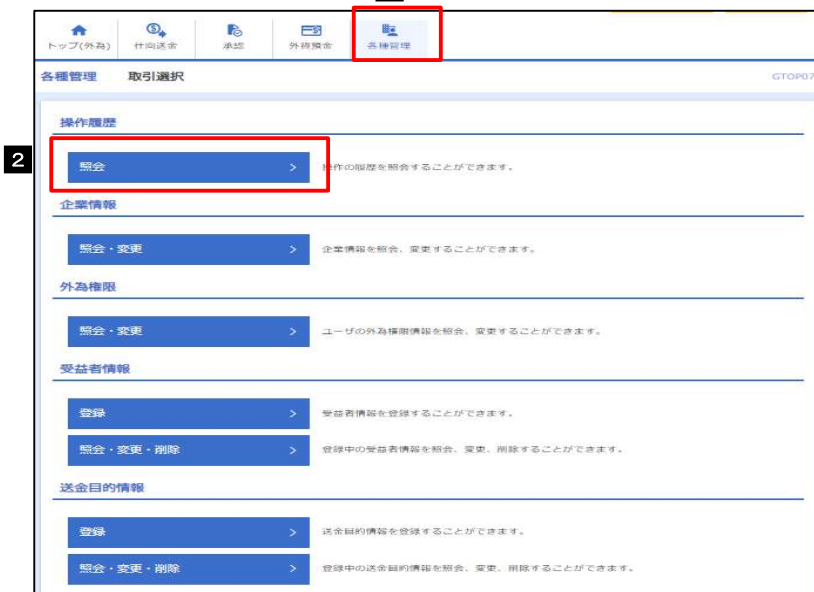 トップ(外為) 仕向送金 承認 外貨預金 各種管理
各種管理 取引選択 GTOP07
操作履歴
2
照会 > 操作の履歴を照会することができます。
企業情報
照会・変更 > 企業情報を照会、変更することができます。
外為権限
照会・変更 > ユーザの外為権限情報を照会、変更することができます。
受益者情報
登録 > 受益者情報を登録することができます。
照会・変更・削除 > 登録中の受益者情報を照会、変更、削除することができます。
送金目的情報
登録 > 送金目的情報を登録することができます。
照会・変更・削除 > 登録中の送金目的情報を照会、変更、削除することができます。